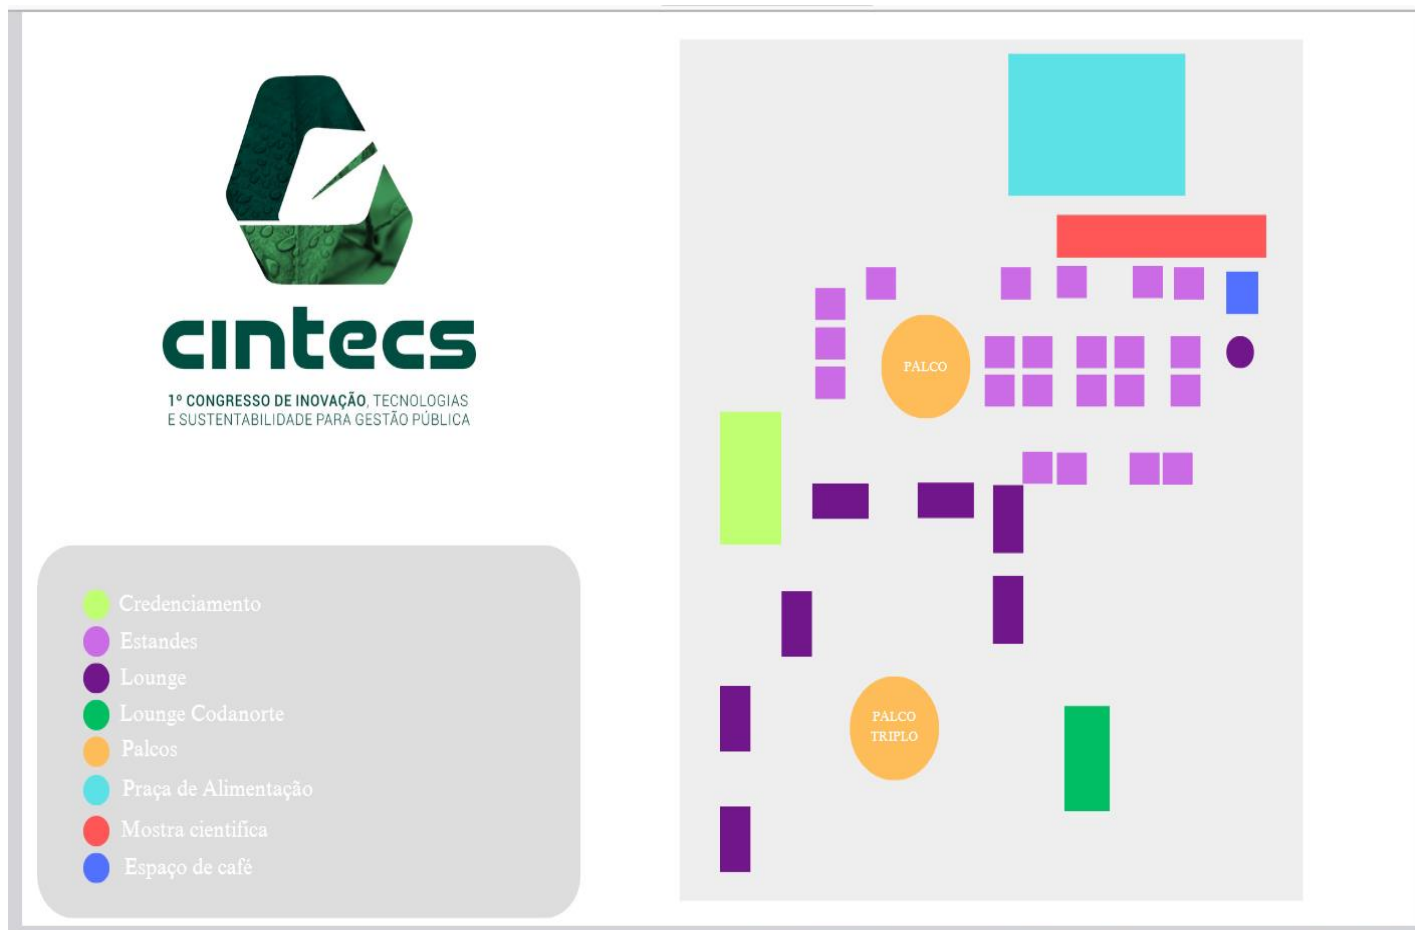 cintecs
1º CONGRESSO DE INOVAÇÃO, TECNOLOGIAS
E SUSTENTABILIDADE PARA GESTÃO PÚBLICA
Credenciamento
Estandes
Lounge
Lounge Codanorte
Palcos
Praça de Alimentação
Mostra científica
Espaço de café
PALCO
PALCO
TRIPLO